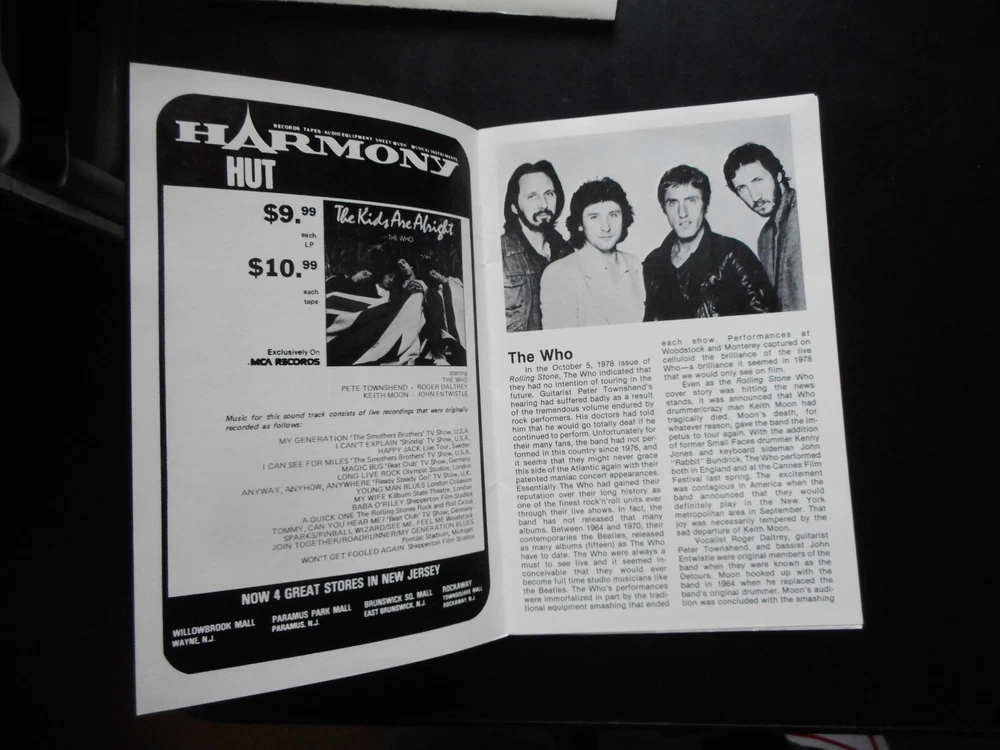 RECORDS TAPES AUDIO EQUIPMENT SHEET MUSIC MUSICAL INSTRUMENTS
HARMONY
HUT
$9.99
each
LP
$10.99
each
tape
The Kids Are Alright
THE WHO
Exclusively On
MCA RECORDS
starring
THE WHO
PETE TOWNSHEND - ROGER DALTREY
KEITH MOON - JOHN ENTWISTLE
Music for this sound track consists of live recordings that were originally
recorded as follows:
MY GENERATION "The Smothers Brothers' TV Show, U.S.A.
I CAN'T EXPLAIN 'Shindig' TV Show, U.S.A.
HAPPY JACK Live Tour, Sweden
I CAN SEE FOR MILES "The Smothers Brothers' TV Show, U.S.A.
MAGIC BUS 'Beat Club' TV Show, Germany
LONG LIVE ROCK Olympic Studios, London
ANYWAY, ANYHOW, ANYWHERE "Ready Steady Go!' TV Show, U.K.
YOUNG MAN BLUES London Coliseum
MY WIFE Kilburn State Theatre, London
BABA O'RILEY Shepperton Film Studios
A QUICK ONE The Rolling Stones Rock and Roll Circus
TOMMY, CAN YOU HEAR ME? "Beat Club" TV Show, Germany
SPARKS/PINBALL WIZARD/SEE ME, FEEL ME Woodstock
JOIN TOGETHER/ROADRUNNER/MY GENERATION BLUES
Pontiac Stadium, Michigan
WON'T GET FOOLED AGAIN Shepperton Film Studios
NOW 4 GREAT STORES IN NEW JERSEY
WILLOWBROOK MALL
WAYNE, N.J.
PARAMUS PARK MALL
PARAMUS, N.J.
BRUNSWICK SQ. MALL
EAST BRUNSWICK, N.J.
ROCKAWAY
TOWNSQUARE MALL
ROCKAWAY N.J.
The Who
In the October 5, 1978 issue of
Rolling Stone, The Who indicated that
they had no intention of touring in the
future. Guitarist Peter Townshend's
hearing had suffered badly as a result
of the tremendous volume endured by
rock performers. His doctors had told
him that he would go totally deaf if he
continued to perform. Unfortunately for
their many fans, the band had not per-
formed in this country since 1976, and
it seems that they might never grace
this side of the Atlantic again with their
patented maniac concert appearances.
Essentially The Who had gained their
reputation over their long history as
one of the finest rock'n'roll units ever
through their live shows. In fact, the
band has not released that many
albums. Between 1964 and 1970, their
contemporaries the Beatles, released
as many albums (fifteen) as The Who
have to date. The Who were always a
must to see live and it seemed in-
conceivable that they would ever
become full time studio musicians like
the Beatles. The Who's performances
were immortalized in part by the tradi-
tional equipment smashing that ended
each show. Performances at
Woodstock and Monterey captured on
celluloid the brilliance of the live
Who—a brilliance it seemed in 1978
that we would only see on film.
Even as the Rolling Stone Who
cover story was hitting the news
stands, it was announced that Who
drummer/crazy man Keith Moon had
tragically died. Moon's death, for
whatever reason, gave the band the im-
petus to tour again. With the addition
of former Small Faces drummer Kenny
Jones and keyboard sideman John
"Rabbit" Bundrick, The Who performed
both in England and at the Cannes Film
Festival last spring. The excitement
was contagious in America when the
band announced that they would
definitely play in the New York
metropolitan area in September. That
joy was necessarily tempered by the
sad departure of Keith Moon.
Vocalist Roger Daltrey, guitarist
Peter Townshend, and bassist John
Entwistle were original members of the
band when they were known as the
Detours. Moon hooked up with the
band in 1964 when he replaced the
band's original drummer. Moon's audi-
tion was concluded with the smashing